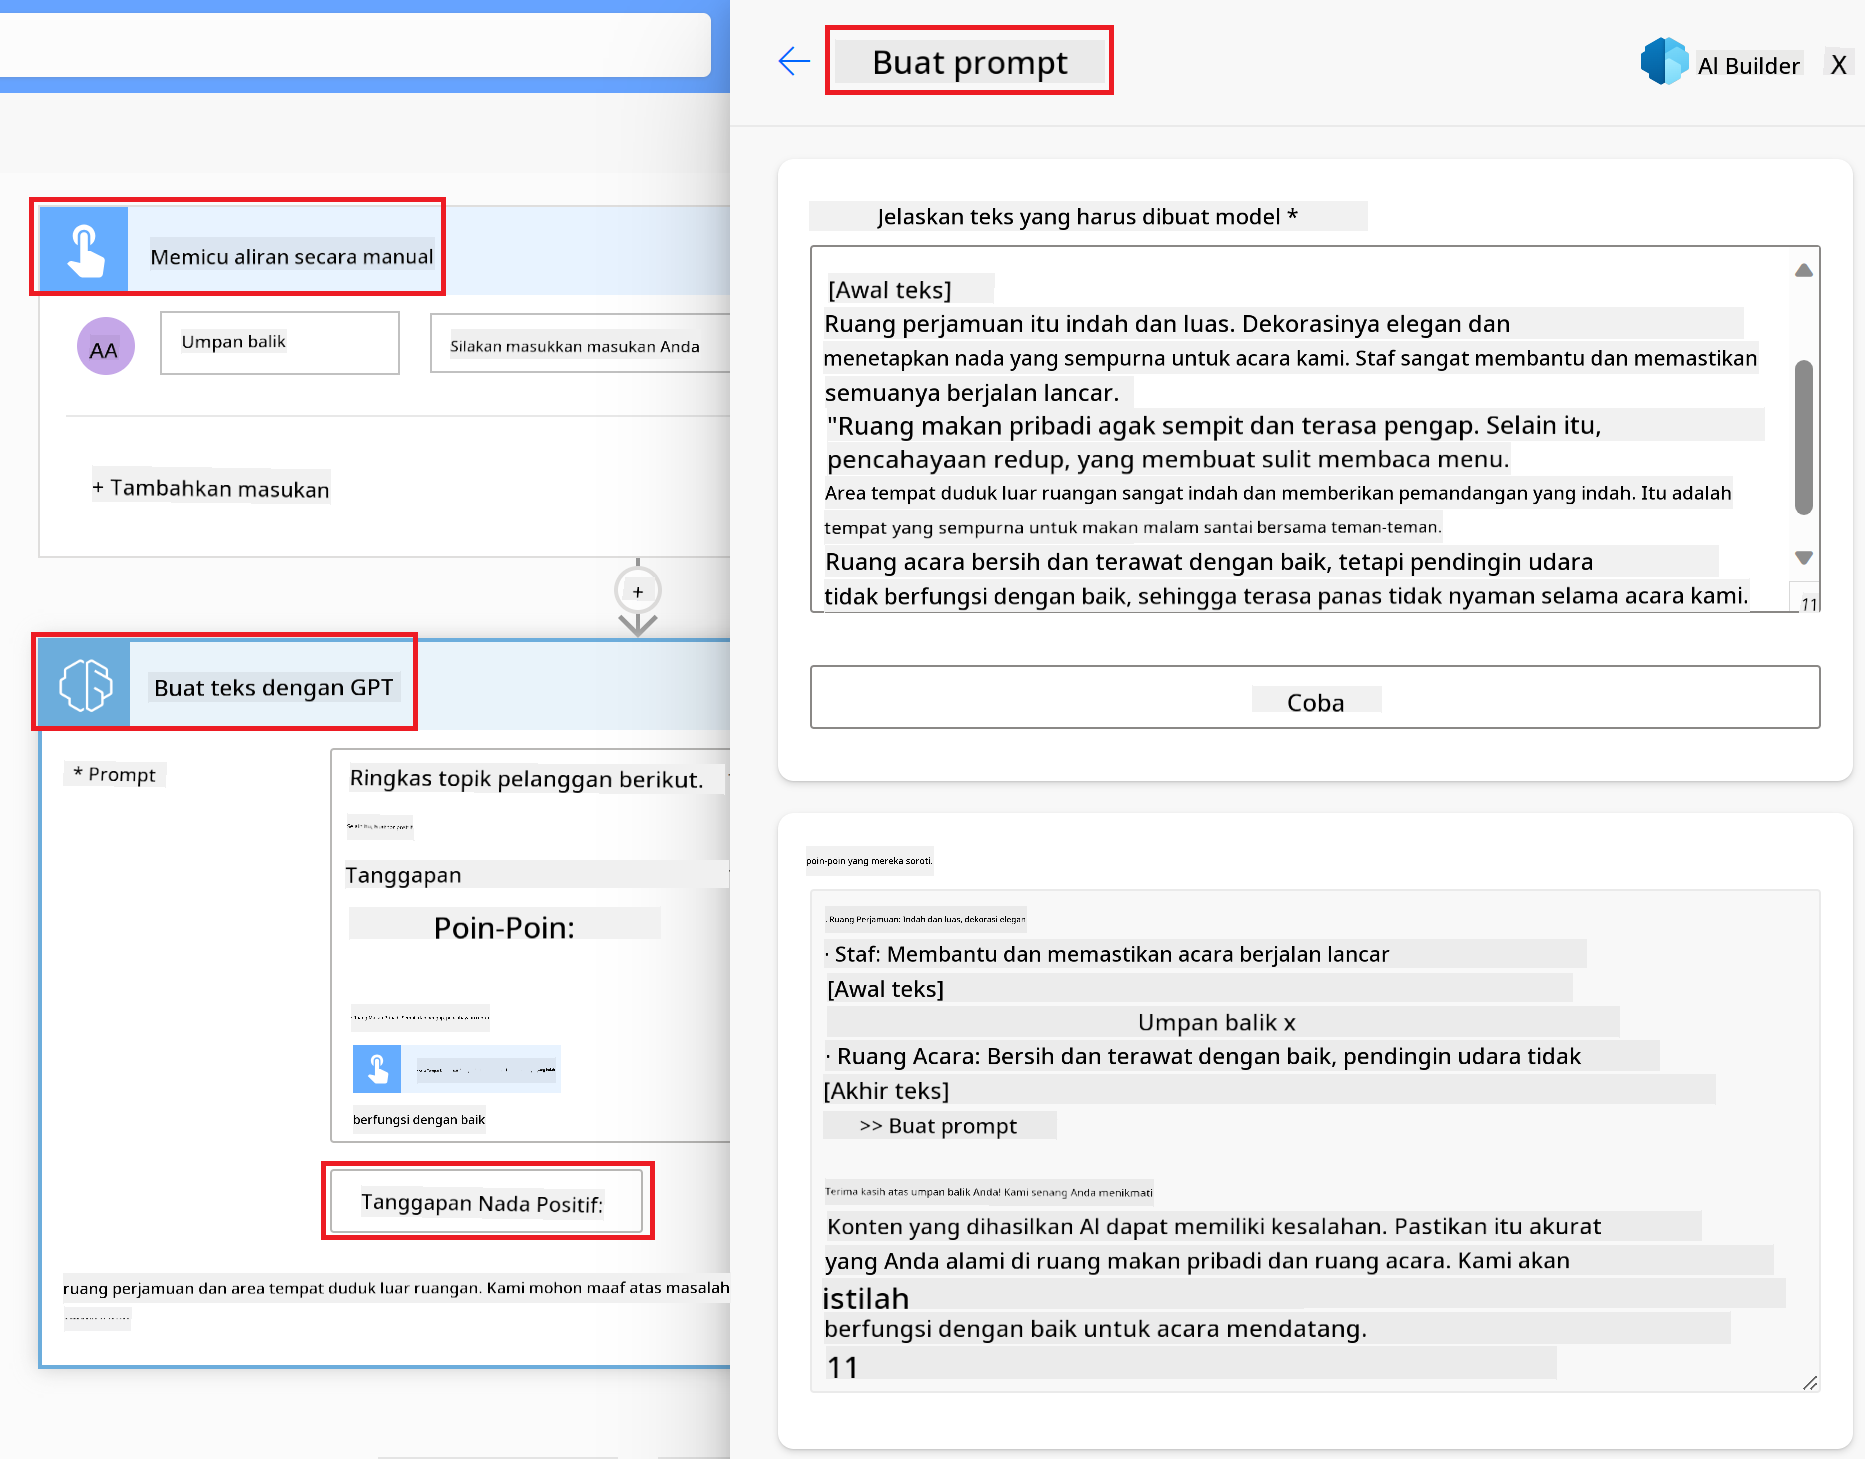 Memicu aliran secara manual
AA
Umpan balik
Silakan masukkan masukan Anda
+ Tambahkan masukan
+
Buat teks dengan GPT
* Prompt
Ringkas topik pelanggan berikut.
Tanggapan
Poin-Poin:
berfungsi dengan baik
Tanggapan Nada Positif:
ruang perjamuan dan area tempat duduk luar ruangan. Kami mohon maaf atas masalah
Buat prompt
AI Builder
X
Jelaskan teks yang harus dibuat model *
[Awal teks]
Ruang perjamuan itu indah dan luas. Dekorasinya elegan dan
menetapkan nada yang sempurna untuk acara kami. Staf sangat membantu dan memastikan
semuanya berjalan lancar.
"Ruang makan pribadi agak sempit dan terasa pengap. Selain itu,
pencahayaan redup, yang membuat sulit membaca menu.
Area tempat duduk luar ruangan sangat indah dan memberikan pemandangan yang indah. Itu adalah
tempat yang sempurna untuk makan malam santai bersama teman-teman.
Ruang acara bersih dan terawat dengan baik, tetapi pendingin udara
tidak berfungsi dengan baik, sehingga terasa panas tidak nyaman selama acara kami.
11
Coba
poin-poin yang mereka soroti.
. Ruang Perjamuan: Indah dan luas, dekorasi elegan
· Staf: Membantu dan memastikan acara berjalan lancar
[Awal teks]
Umpan balik x
· Ruang Acara: Bersih dan terawat dengan baik, pendingin udara tidak
[Akhir teks]
>> Buat prompt
Terima kasih atas umpan balik Anda! Kami senang Anda menikmati
Konten yang dihasilkan AI dapat memiliki kesalahan. Pastikan itu akurat
yang Anda alami di ruang makan pribadi dan ruang acara. Kami akan
istilah
berfungsi dengan baik untuk acara mendatang.
11